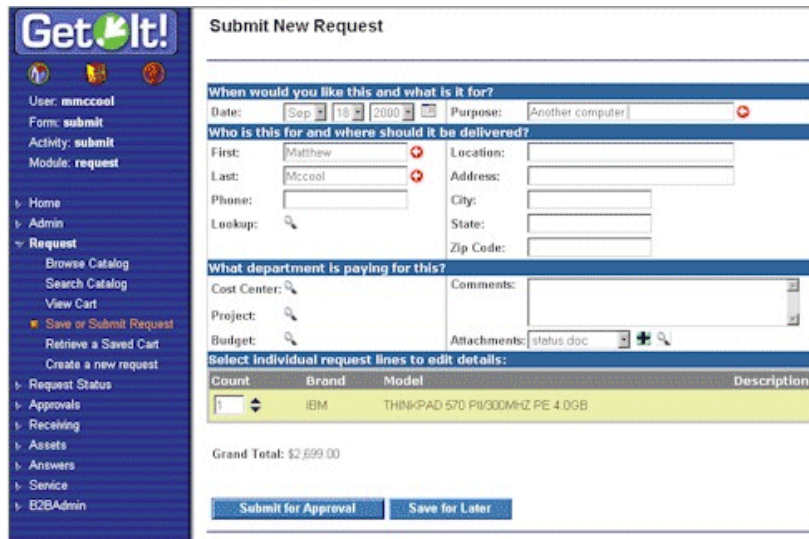 Get It!
User: mmccool
Form: submit
Activity: submit
Module: request
Home
Admin
Request
Browse Catalog
Search Catalog
View Cart
Save or Submit Request
Retrieve a Saved Cart
Create a new request
Request Status
Approvals
Receiving
Assets
Answers
Service
B2BAdmin
Submit New Request
When would you like this and what is it for?
Date: Sep 18 2000 Purpose: Another computer
Who is this for and where should it be delivered?
First: Matthew Location:
Last: Mccool Address:
Phone: City:
Lookup: State:
Zip Code:
What department is paying for this?
Cost Center: Comments:
Project:
Budget: Attachments: status.doc
Select individual request lines to edit details:
Count Brand Model Description
1 IBM THINKPAD 570 PII/300MHZ PE 4.0GB
Grand Total: $2,699.00
Submit for Approval Save for Later